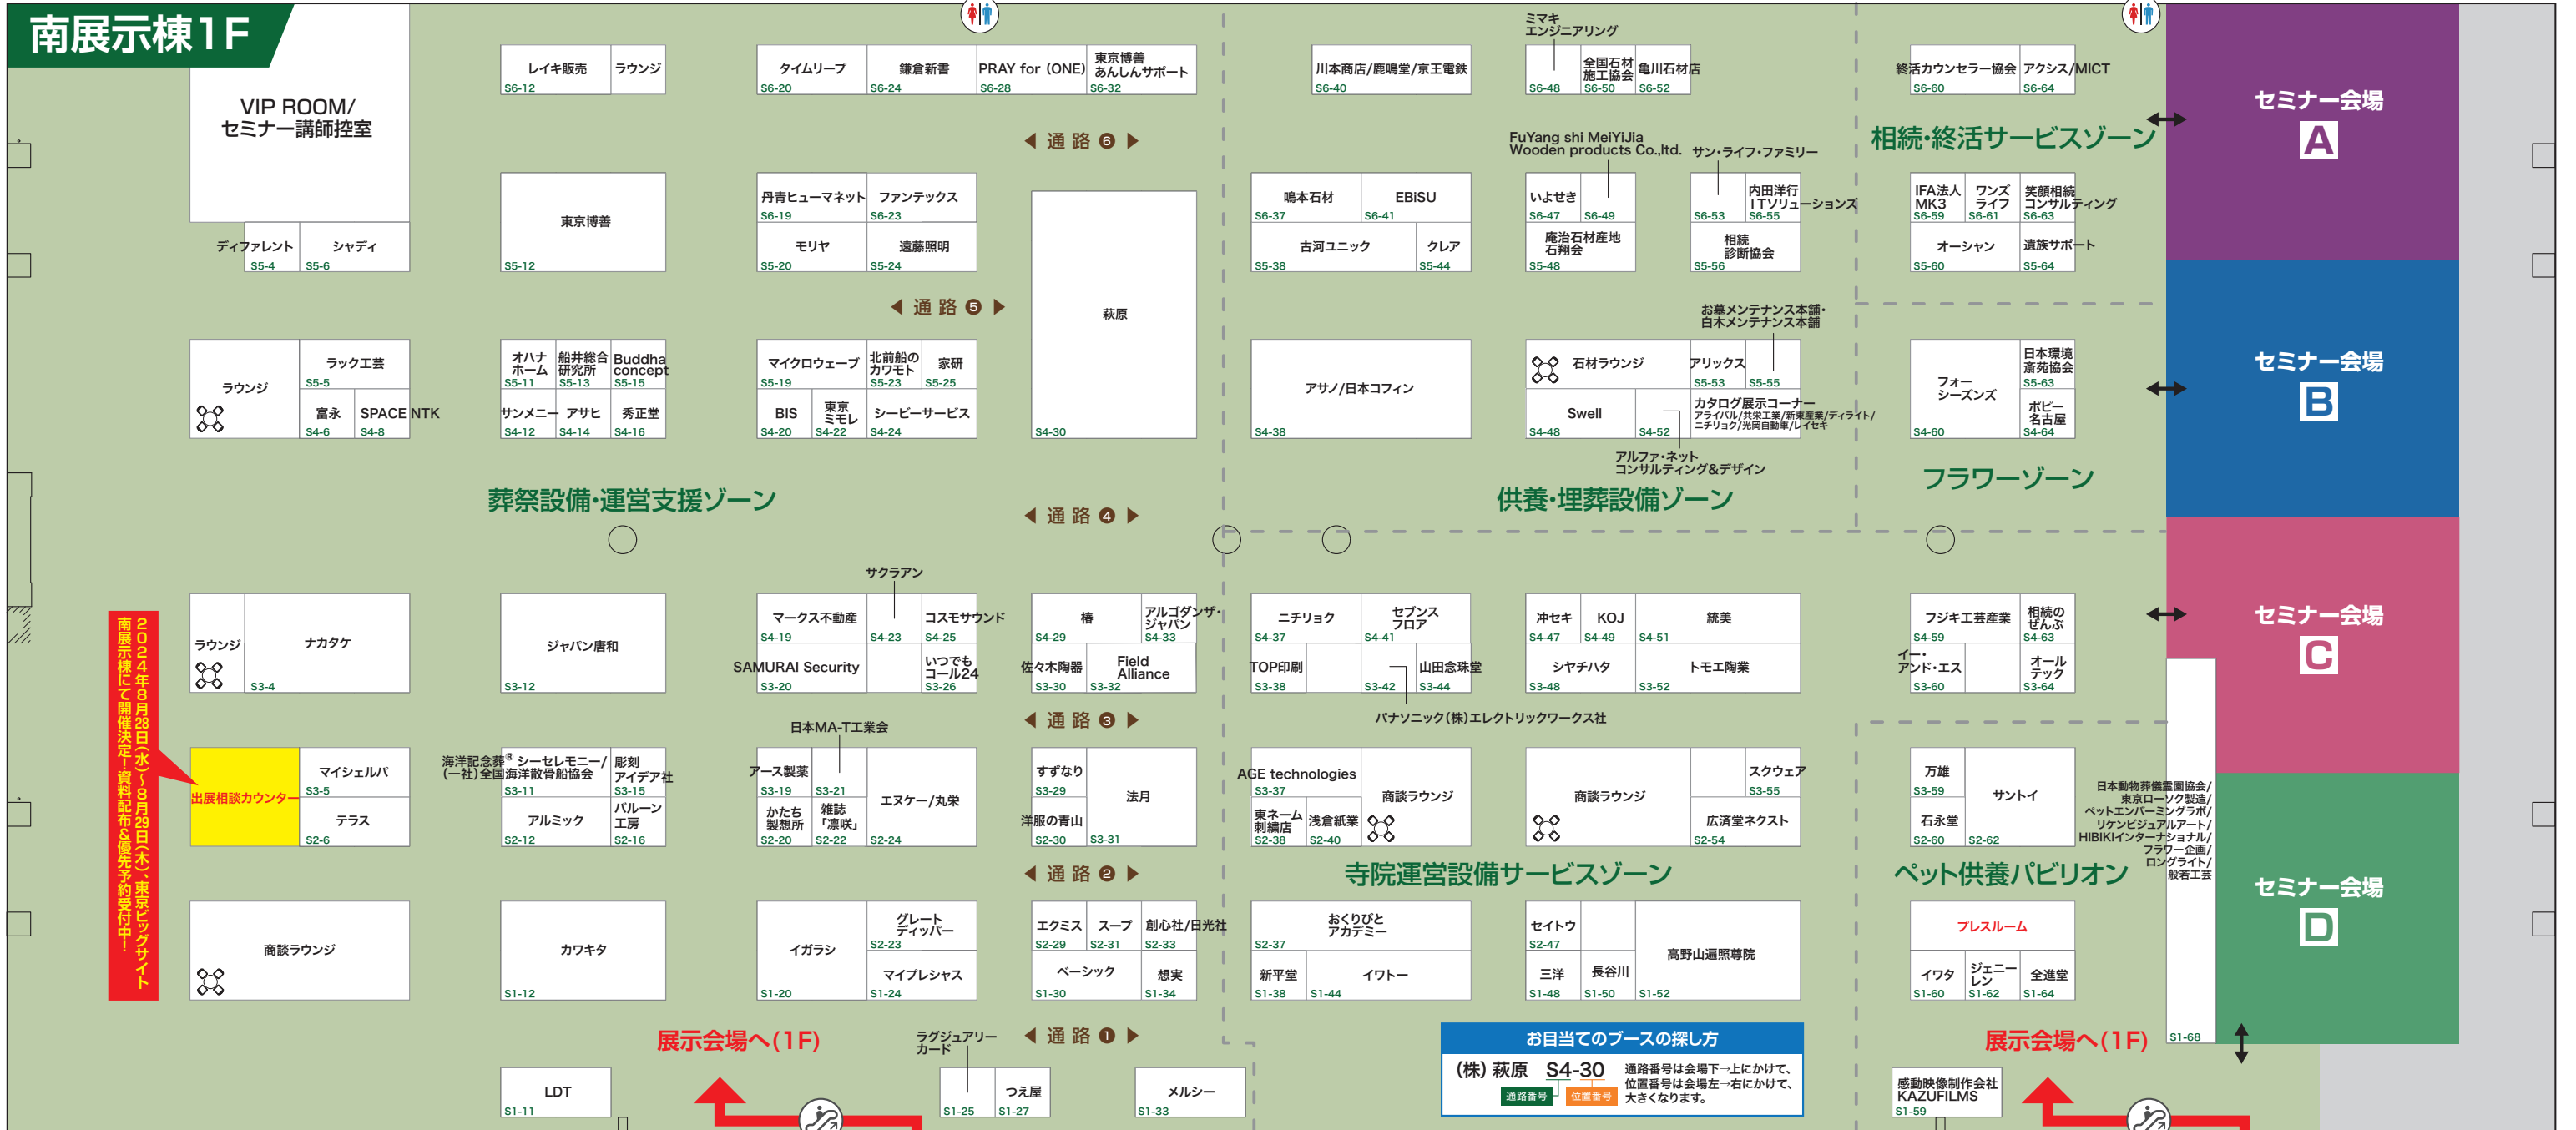 南展示棟1F
VIP ROOM/
セミナー講師控室
レイキ販売
S6-12
ラウンジ
タイムリープ
S6-20
鎌倉新書
S6-24
PRAY for (ONE)
S6-28
東京博善
あんしんサポート
S6-32
川本商店/鹿鳴堂/京王電鉄
S6-40
ミマキ
エンジニアリング
S6-48
全国石材
施工協会
S6-50
亀川石材店
S6-52
終活カウンセラー協会
S6-60
アクシス/MICT
S6-64
セミナー会場
A
◀ 通路❻ ▶
相続・終活サービスゾーン
ディファレント
S5-4
シャディ
S5-6
東京博善
S5-12
丹青ヒューマネット
S6-19
ファンテックス
S6-23
モリヤ
S5-20
遠藤照明
S5-24
鳴本石材
S6-37
EBiSU
S6-41
古河ユニック
S5-38
クレア
S5-44
FuYang shi MeiYiJia
Wooden products Co.,ltd.
いよせき
S6-47
S6-49
庵治石材産地
石翔会
S5-48
サン・ライフ・ファミリー
S6-53
内田洋行
ITソリューションズ
S6-55
相続
診断協会
S5-56
IFA法人
MK3
S6-59
ワンズ
ライフ
S6-61
笑顔相続
コンサルティング
S6-63
オーシャン
S5-60
遺族サポート
S5-64
◀ 通路❺ ▶
萩原
S4-30
セミナー会場
B
ラウンジ
ラック工芸
S5-5
富永
S4-6
SPACE NTK
S4-8
オハナ
ホーム
S5-11
船井総合
研究所
S5-13
Buddha
concept
S5-15
サンメニー
S4-12
アサヒ
S4-14
秀正堂
S4-16
マイクロウェーブ
S5-19
北前船の
カワモト
S5-23
家研
S5-25
BIS
S4-20
東京
ミモレ
S4-22
シービーサービス
S4-24
アサノ/日本コフィン
S4-38
石材ラウンジ
アリックス
S5-53
お墓メンテナンス本舗・
白木メンテナンス本舗
S5-55
Swell
S4-48
S4-52
アルファ・ネット
コンサルティング&デザイン
カタログ展示コーナー
アライバル/共栄工業/新東産業/ディライト/
ニチリョク/光岡自動車/レイセキ
フォー
シーズンズ
S4-60
日本環境
斎苑協会
S5-63
ポピー
名古屋
S4-64
葬祭設備・運営支援ゾーン
◀ 通路❹ ▶
供養・埋葬設備ゾーン
フラワーゾーン
ラウンジ
ナカタケ
S3-4
ジャパン唐和
S3-12
マークス不動産
S4-19
サクラアン
S4-23
コスモサウンド
S4-25
SAMURAI Security
S3-20
いつでも
コール24
S3-26
椿
S4-29
アルゴダンザ・
ジャパン
S4-33
佐々木陶器
S3-30
Field
Alliance
S3-32
ニチリョク
S4-37
セブンス
フロア
S4-41
TOP印刷
S3-38
S3-42
パナソニック(株)エレクトリックワークス社
山田念珠堂
S3-44
沖セキ
S4-47
KOJ
S4-49
統美
S4-51
シヤチハタ
S3-48
トモエ陶業
S3-52
フジキ工芸産業
S4-59
相続の
ぜんぶ
S4-63
イー・
アンド・エス
S3-60
オール
テック
S3-64
セミナー会場
C
◀ 通路❸ ▶
2024年8月28日(水)〜8月29日(木)、東京ビッグサイト
南展示棟にて開催決定!資料配布&優先予約受付中!
出展相談カウンター
マイシェルパ
S3-5
テラス
S2-6
海洋記念葬® シーセレモニー/
(一社)全国海洋散骨船協会
S3-11
彫刻
アイデア社
S3-15
アルミック
S2-12
バルーン
工房
S2-16
アース製薬
S3-19
日本MA-T工業会
S3-21
かたち
製想所
S2-20
雑誌
「凛咲」
S2-22
エヌケー/丸栄
S2-24
すずなり
S3-29
洋服の青山
S2-30
法月
S3-31
AGE technologies
S3-37
東ネーム
刺繍店
S2-38
浅倉紙業
S2-40
商談ラウンジ
商談ラウンジ
スクウェア
S3-55
広済堂ネクスト
S2-54
万雄
S3-59
石永堂
S2-60
サントイ
S2-62
日本動物葬儀霊園協会/
東京ローソク製造/
ペットエンバーミングラボ/
リケンビジュアルアート/
HIBIKIインターナショナル/
フラワー企画/
ロングライト/
般若工芸
S1-68
セミナー会場
D
◀ 通路❷ ▶
寺院運営設備サービスゾーン
ペット供養パビリオン
商談ラウンジ
カワキタ
S1-12
イガラシ
S1-20
グレート
ディッパー
S2-23
マイプレシャス
S1-24
エクミス
S2-29
スープ
S2-31
創心社/日光社
S2-33
ベーシック
S1-30
想実
S1-34
おくりびと
アカデミー
S2-37
新平堂
S1-38
イワトー
S1-44
セイトウ
S2-47
三洋
S1-48
長谷川
S1-50
高野山遍照尊院
S1-52
プレスルーム
イワタ
S1-60
ジェニー
レン
S1-62
全進堂
S1-64
◀ 通路❶ ▶
展示会場へ(1F)
LDT
S1-11
ラグジュアリー
カード
S1-25
つえ屋
S1-27
メルシー
S1-33
お目当てのブースの探し方
(株)萩原 S4-30
通路番号
位置番号
通路番号は会場下→上にかけて、
位置番号は会場左→右にかけて、
大きくなります。
展示会場へ(1F)
感動映像制作会社
KAZUFILMS
S1-59